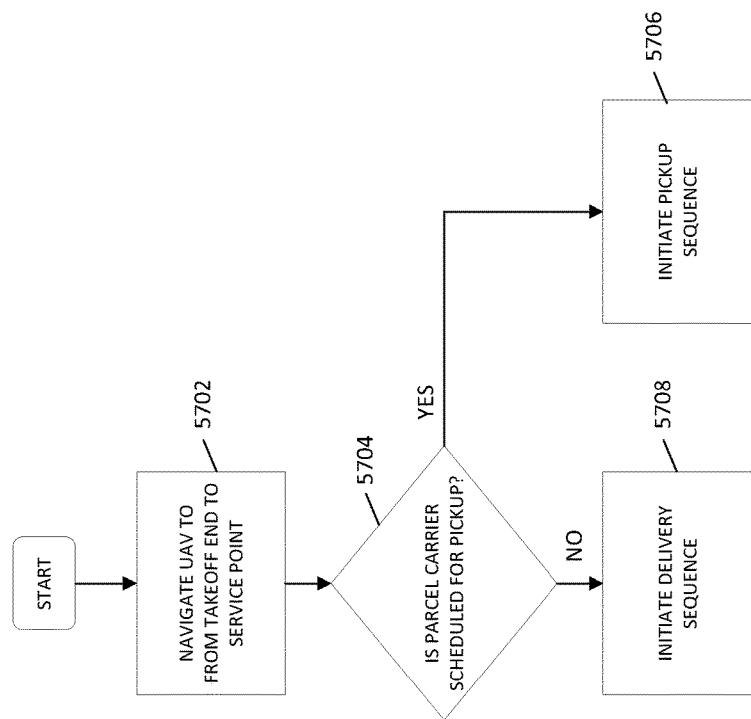 START
NAVIGATE UAV TO
FROM TAKEOFF END TO
SERVICE POINT
5702
IS PARCEL CARRIER
SCHEDULED FOR PICKUP?
5704
YES
NO
INITIATE DELIVERY
SEQUENCE
5708
INITIATE PICKUP
SEQUENCE
5706